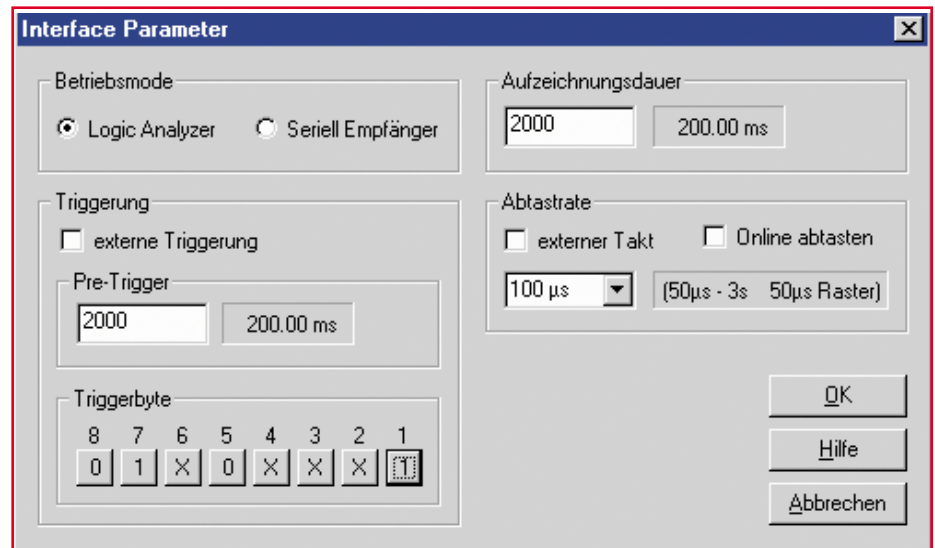 Interface Parameter
Betriebsmode
Logic Analyzer Seriell Empfänger
Aufzeichnungsdauer
2000 200.00 ms
Triggerung
externe Triggerung
Pre-Trigger
2000 200.00 ms
Triggerbyte
8 7 6 5 4 3 2 1
0 1 X 0 X X X 1
Abtastrate
externer Takt Online abtasten
100 µs (50µs - 3s 50µs Raster)
OK
Hilfe
Abbrechen